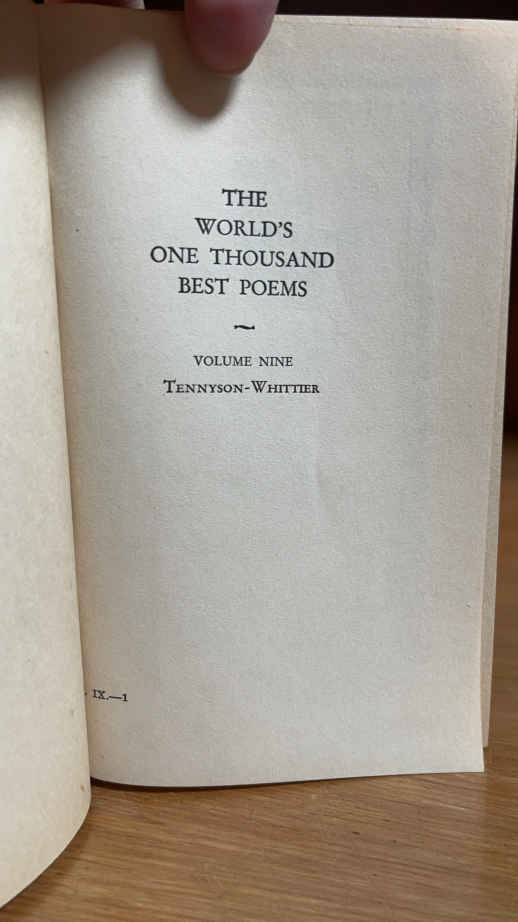 THE
WORLD'S
ONE THOUSAND
BEST POEMS
~
VOLUME NINE
TENNYSON-WHITTIER
IX.—1